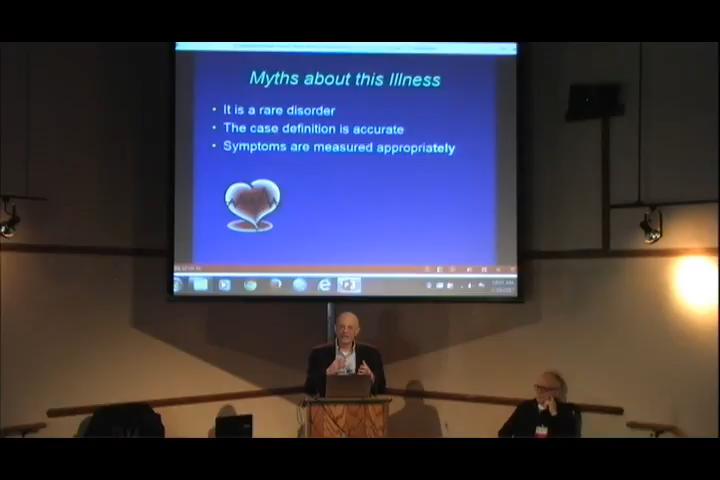 Myths about this Illness
• It is a rare disorder
• The case definition is accurate
• Symptoms are measured appropriately